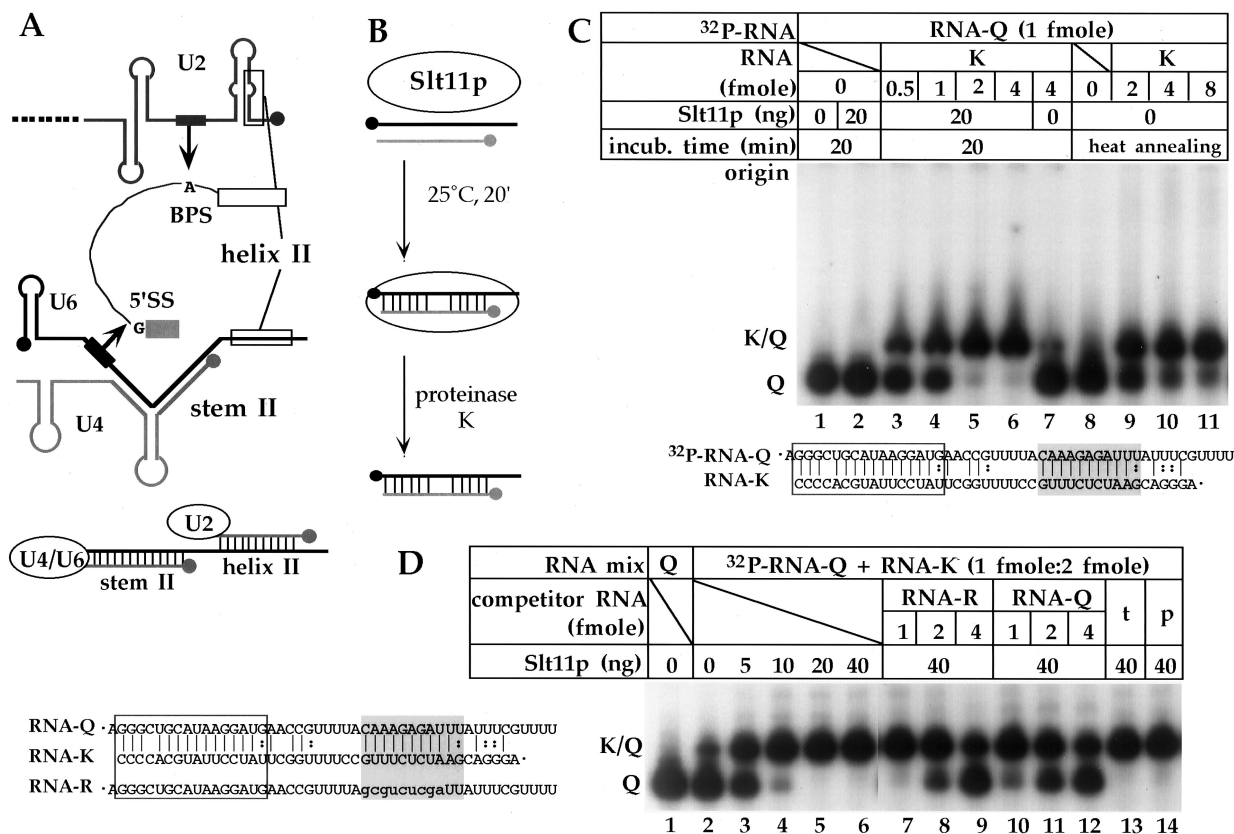 A
U2
A
BPS
helix II
U6
5'SS
G
U4
stem II
U4/U6
U2
stem II
helix II
B
Slt11p
25°C, 20'
proteinase
K
C
32P-RNA RNA-Q (1 fmole)
RNA K K
(fmole) 0 0.5 1 2 4 4 0 2 4 8
Slt11p (ng) 0 20 20 0 0
incub. time (min) 20 20 heat annealing
origin
K/Q
Q
1 2 3 4 5 6 7 8 9 10 11
32P-RNA-Q ·AGGGCUGCAUAAGGAUGAACCGUUUUACAAAGAGAUUUAUUUCGUUUU
RNA-K CCCCACGUAUUCCUAUUCGGUUUUCCGUUUCUCUAAGCAGGGA·
D
RNA mix Q 32P-RNA-Q + RNA-K (1 fmole:2 fmole)
competitor RNA RNA-R RNA-Q t p
(fmole) 1 2 4 1 2 4
Slt11p (ng) 0 0 5 10 20 40 40 40 40 40
K/Q
Q
1 2 3 4 5 6 7 8 9 10 11 12 13 14
RNA-Q ·AGGGCUGCAUAAGGAUGAACCGUUUUACAAAGAGAUUUAUUUCGUUUU
RNA-K CCCCACGUAUUCCUAUUCGGUUUUCCGUUUCUCUAAGCAGGGA·
RNA-R ·AGGGCUGCAUAAGGAUGAACCGUUUUAgcgucucgaUUAUUUCGUUUU